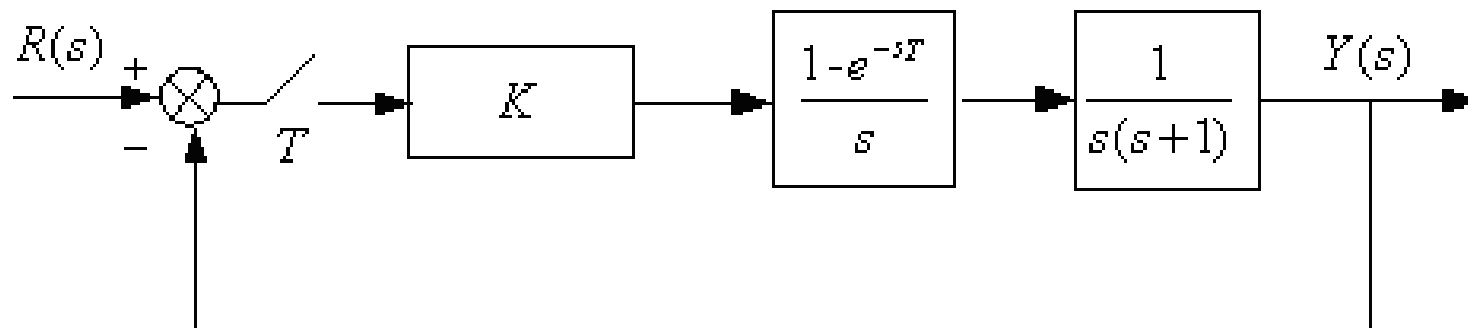 R(s)
+
−
T
K
1-e^{-sT}
s
1
s(s+1)
Y(s)